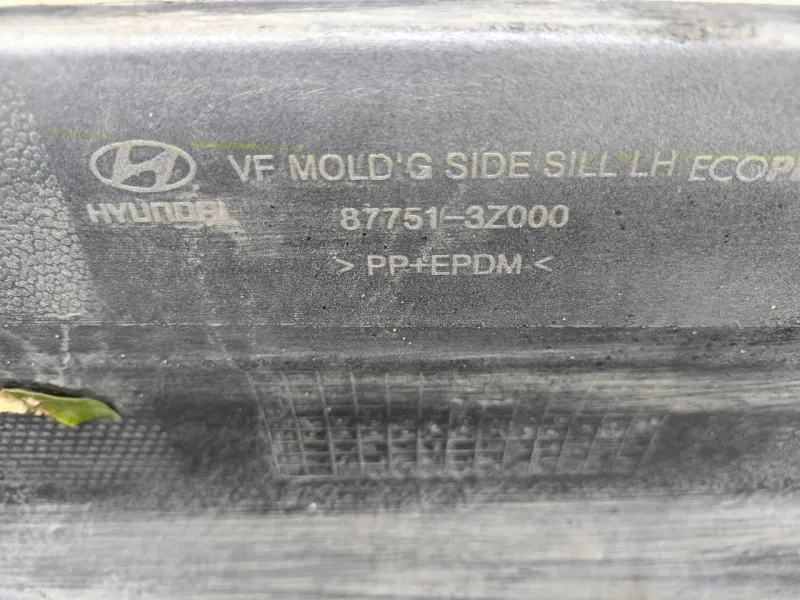 VF MOLD'G SIDE SILL LH
HYUNDAI
87751-3Z000
> PP+EPDM <